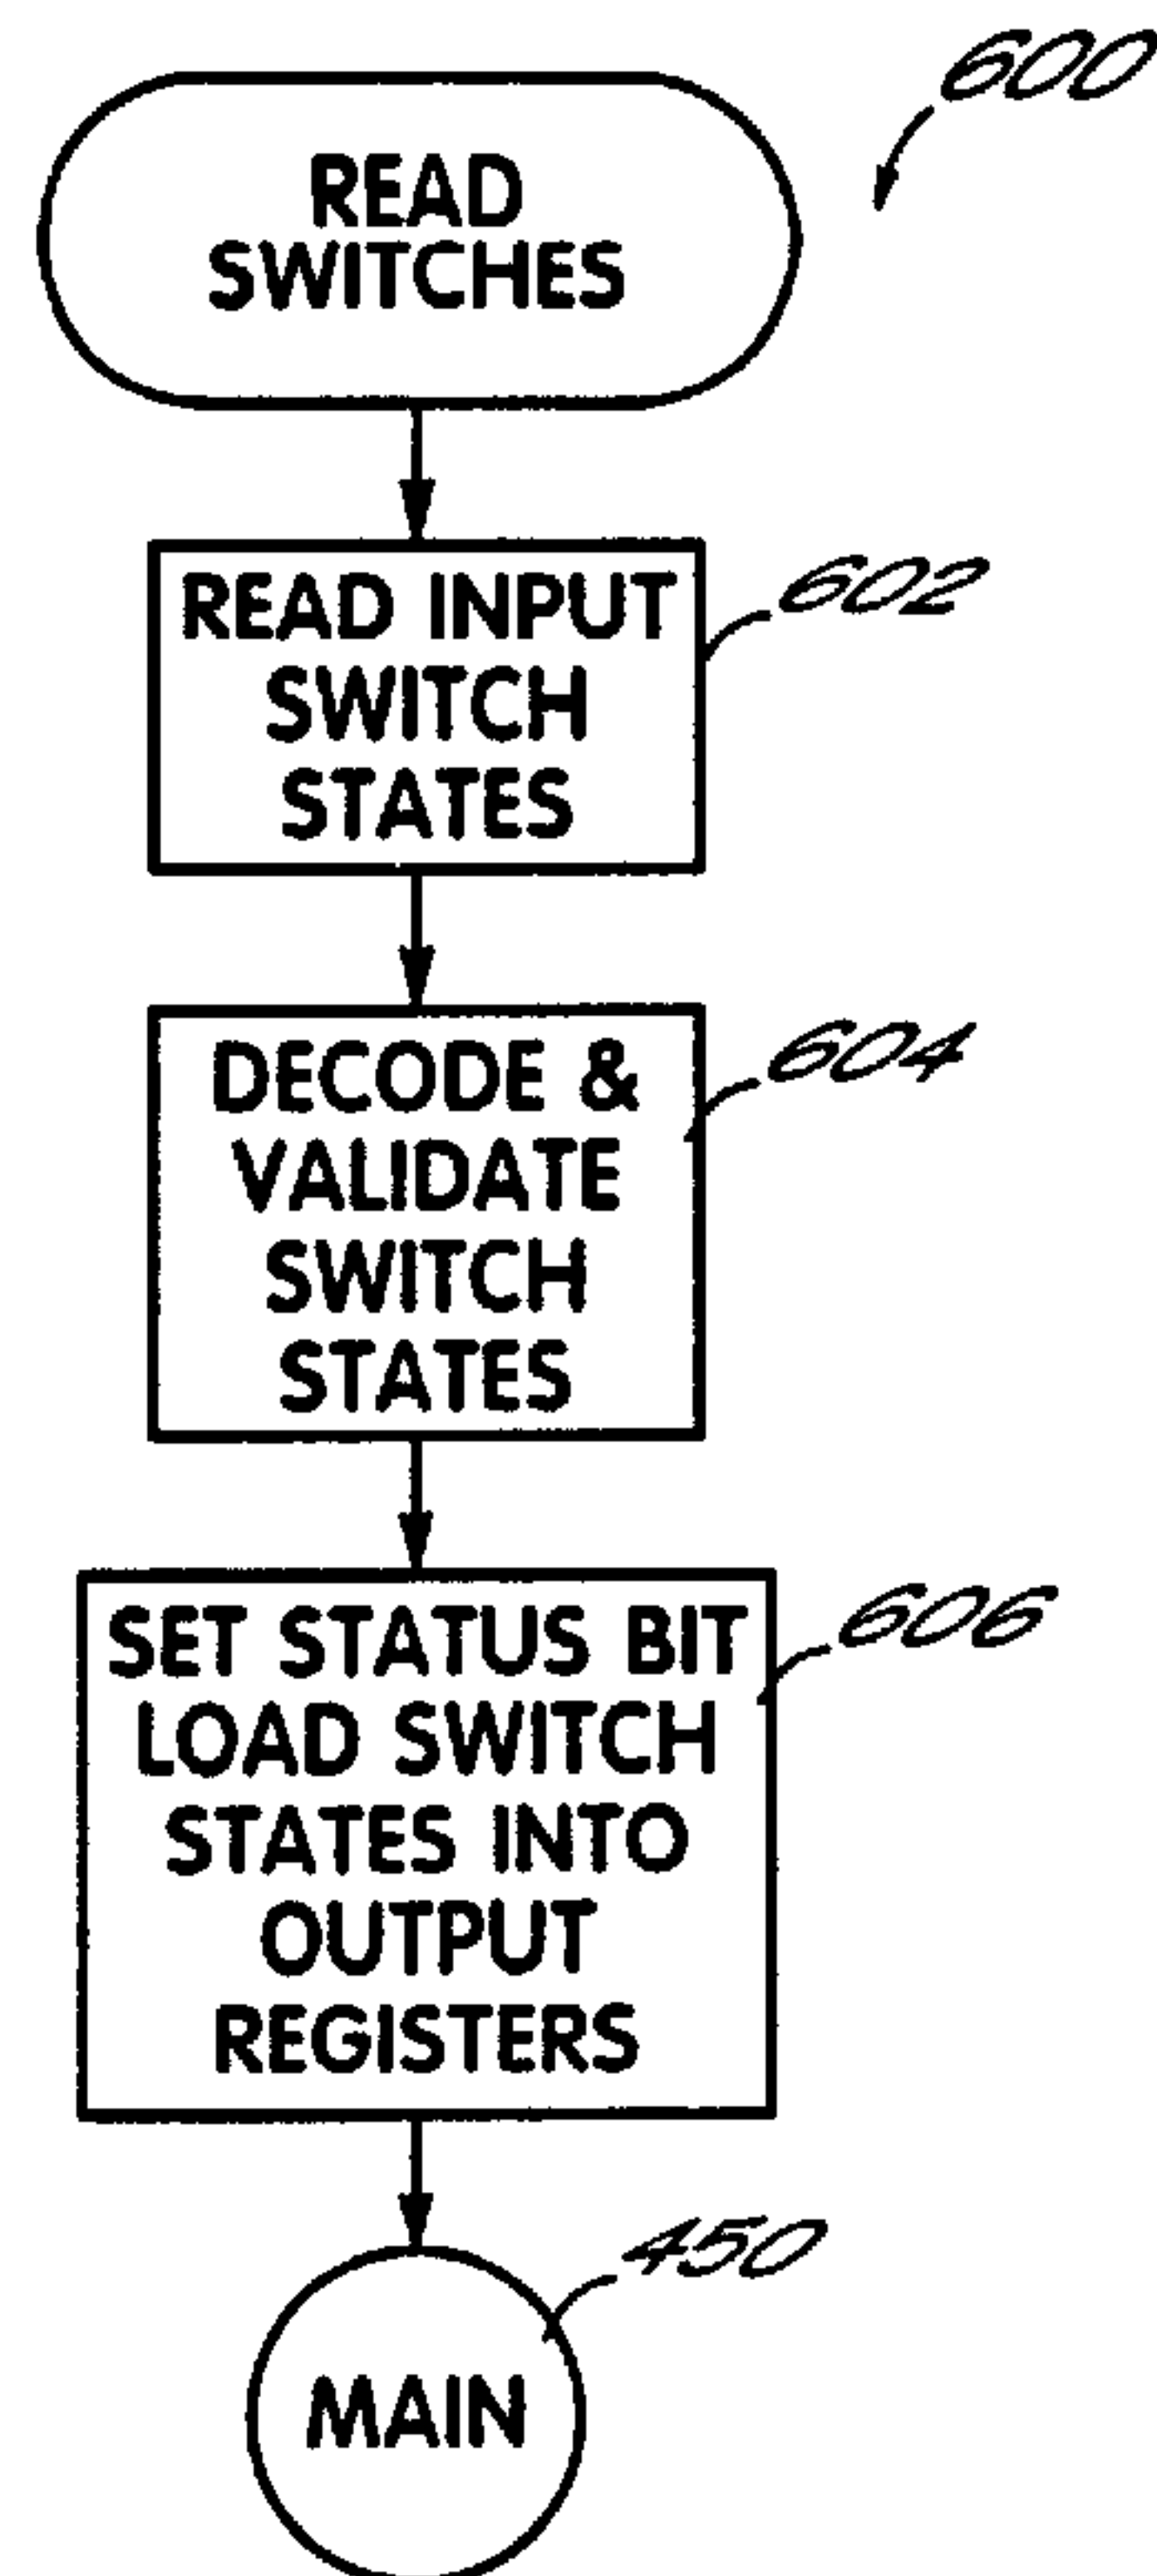 600
READ
SWITCHES
READ INPUT
SWITCH
STATES
602
DECODE &
VALIDATE
SWITCH
STATES
604
SET STATUS BIT
LOAD SWITCH
STATES INTO
OUTPUT
REGISTERS
606
MAIN
450